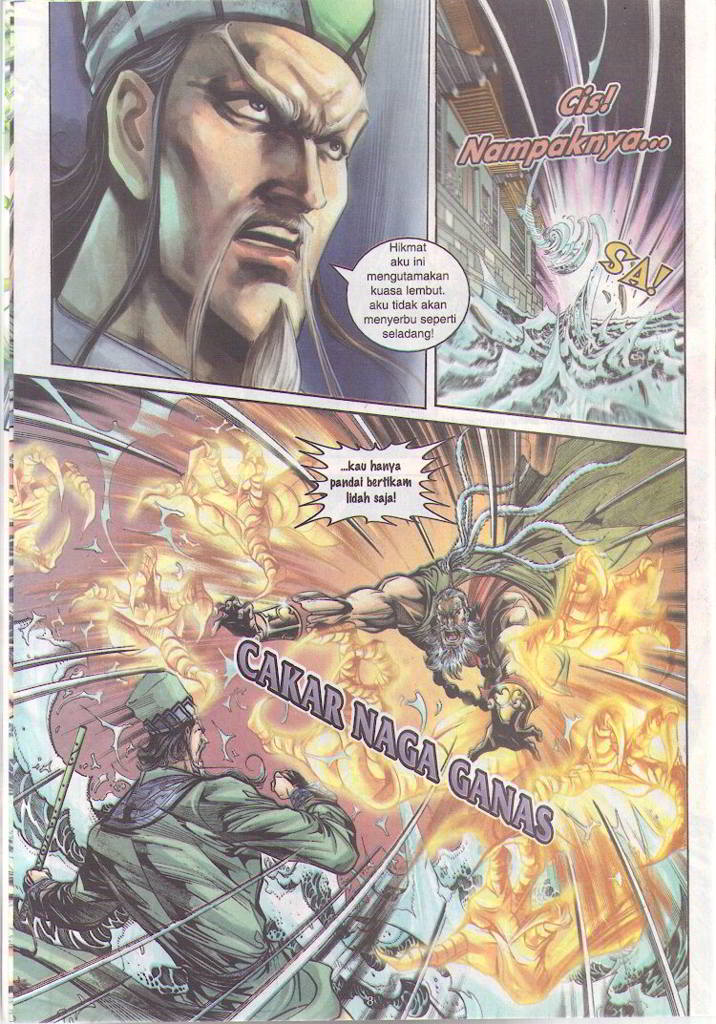 Hikmat
aku ini
mengutamakan
kuasa lembut.
aku tidak akan
menyerbu seperti
seladang!
Cis!
Nampaknya...
SA!
...kau hanya
pandai bertikam
lidah saja!
CAKAR NAGA GANAS